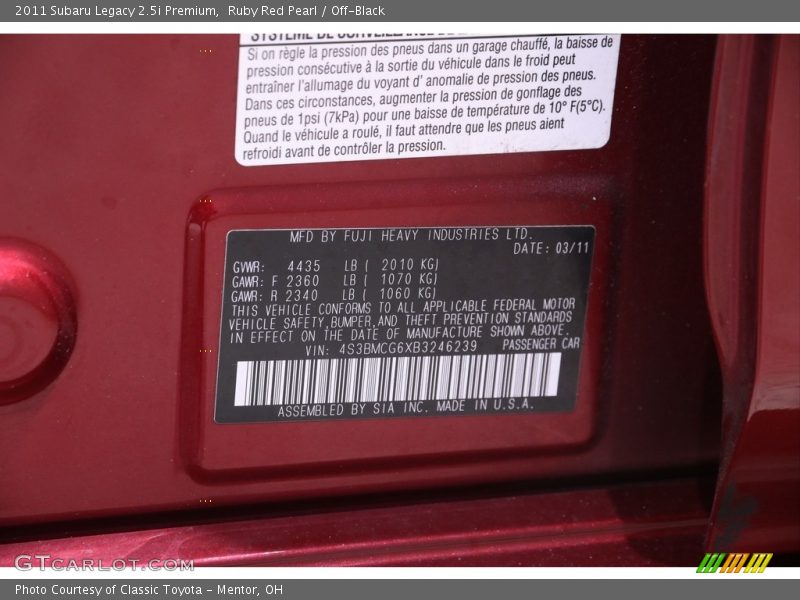 2011 Subaru Legacy 2.5i Premium,  Ruby Red Pearl / Off-Black
SYSTÈME DE SURVEILLANCE DE
Si on règle la pression des pneus dans un garage chauffé, la baisse de
pression consécutive à la sortie du véhicule dans le froid peut
entraîner l'allumage du voyant d' anomalie de pression des pneus.
Dans ces circonstances, augmenter la pression de gonflage des
pneus de 1psi (7kPa) pour une baisse de température de 10° F(5°C).
Quand le véhicule a roulé, il faut attendre que les pneus aient
refroidi avant de contrôler la pression.
MFD BY FUJI HEAVY INDUSTRIES LTD.
DATE: 03/11
GVWR: 4435 LB ( 2010 KG)
GAWR: F 2360 LB ( 1070 KG)
GAWR: R 2340 LB ( 1060 KG)
THIS VEHICLE CONFORMS TO ALL APPLICABLE FEDERAL MOTOR
VEHICLE SAFETY,BUMPER,AND THEFT PREVENTION STANDARDS
IN EFFECT ON THE DATE OF MANUFACTURE SHOWN ABOVE.
VIN: 4S3BMCG6XB3246239 PASSENGER CAR
ASSEMBLED BY SIA INC. MADE IN U.S.A.
GTCARLOT.COM
Photo Courtesy of Classic Toyota - Mentor, OH